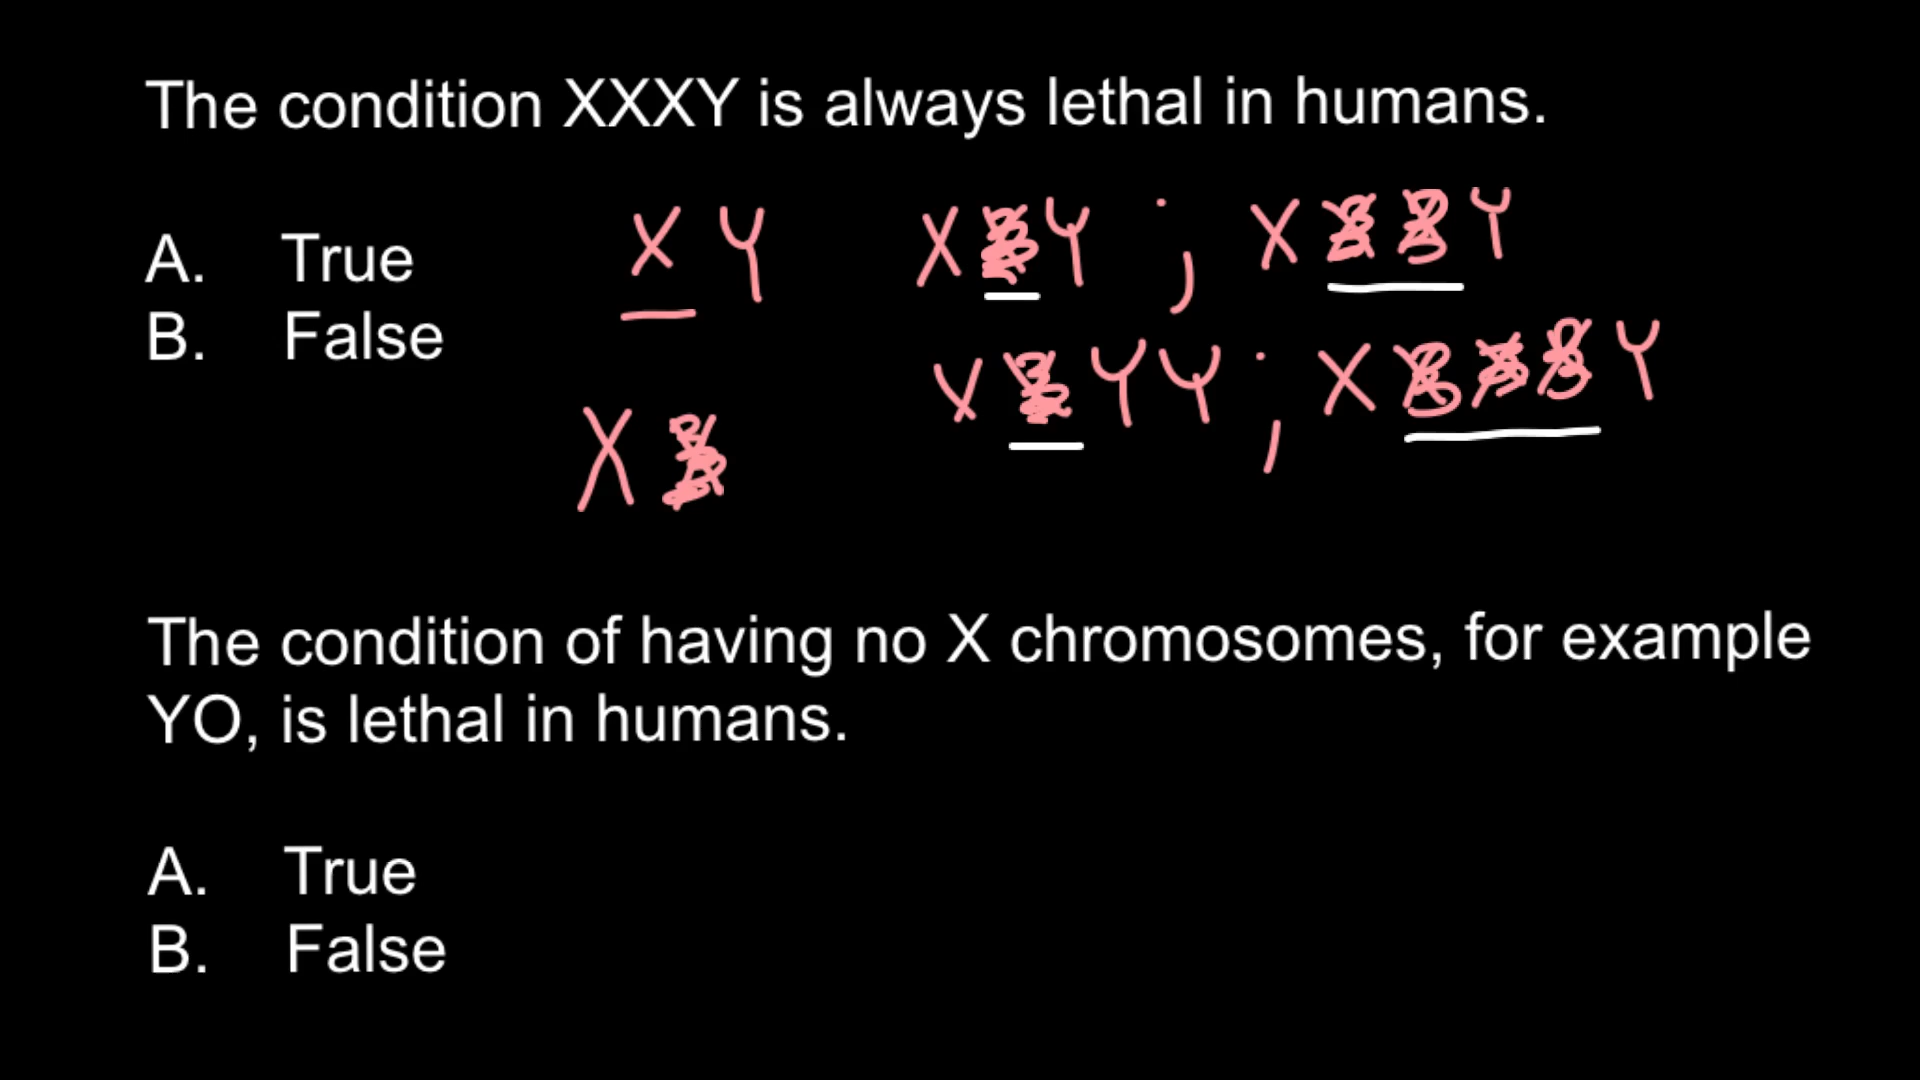 The condition XXXY is always lethal in humans.
A. True
B. False
X Y
X
X Y ; X Y
X Y Y ; X Y
The condition of having no X chromosomes, for example
YO, is lethal in humans.
A. True
B. False